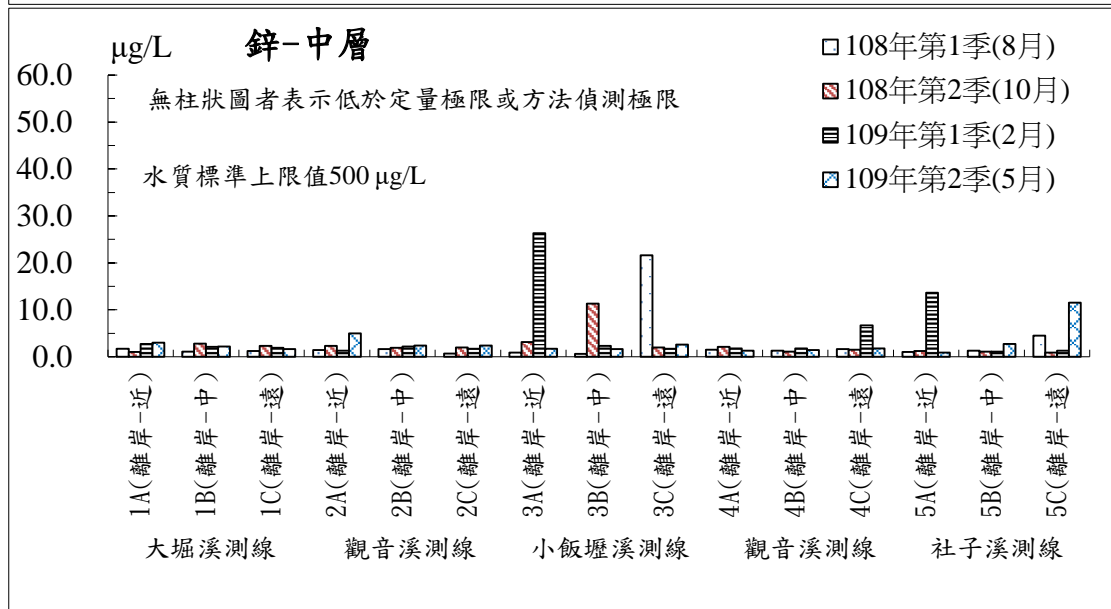 μg/L 鋅-中層
108年第1季(8月)
108年第2季(10月)
109年第1季(2月)
109年第2季(5月)
無柱狀圖者表示低於定量極限或方法偵測極限
水質標準上限值500 μg/L
60.0
50.0
40.0
30.0
20.0
10.0
0.0
1A(離岸-近)
1B(離岸-中)
1C(離岸-遠)
2A(離岸-近)
2B(離岸-中)
2C(離岸-遠)
3A(離岸-近)
3B(離岸-中)
3C(離岸-遠)
4A(離岸-近)
4B(離岸-中)
4C(離岸-遠)
5A(離岸-近)
5B(離岸-中)
5C(離岸-遠)
大堀溪測線 觀音溪測線 小飯壢溪測線 觀音溪測線 社子溪測線